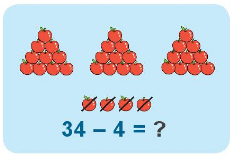 34 – 4 = ?